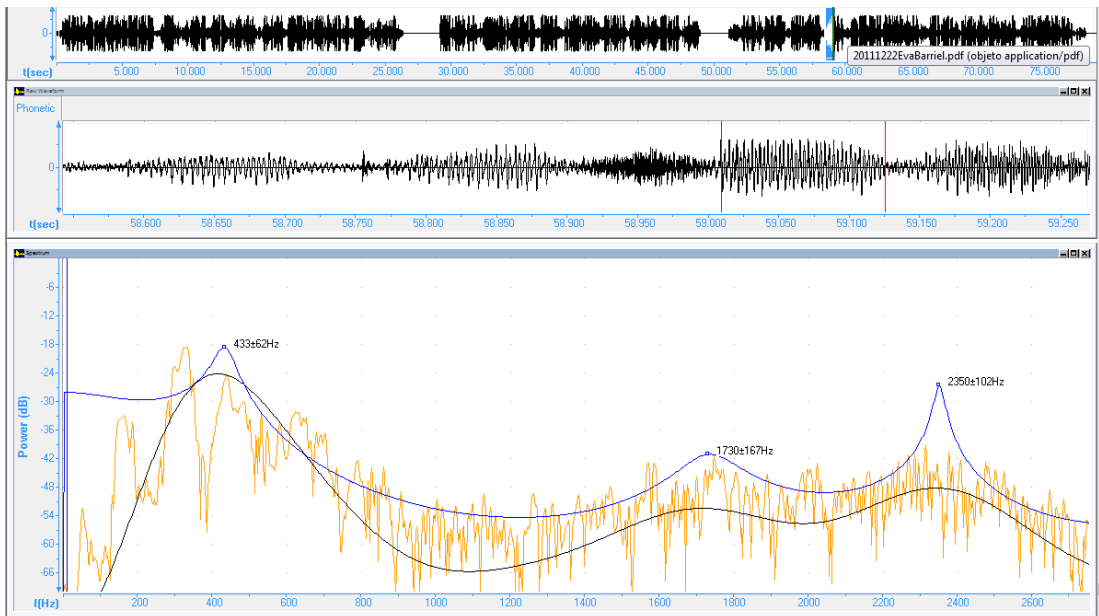 0
t(sec) 5.000 10.000 15.000 20.000 25.000 30.000 35.000 40.000 45.000 50.000 55.000 60.000 65.000 70.000 75.000
20111222EvaBarriel.pdf (objeto application/pdf)
Raw Waveform
Phonetic
0
t(sec) 58.600 58.650 58.700 58.750 58.800 58.850 58.900 58.950 59.000 59.050 59.100 59.150 59.200 59.250
Spectrum
-6
-12
-18
433±62Hz
-24
2350±102Hz
-30
-36
1730±167Hz
-42
-48
-54
-60
-66
Power (dB)
f(Hz) 200 400 600 800 1000 1200 1400 1600 1800 2000 2200 2400 2600